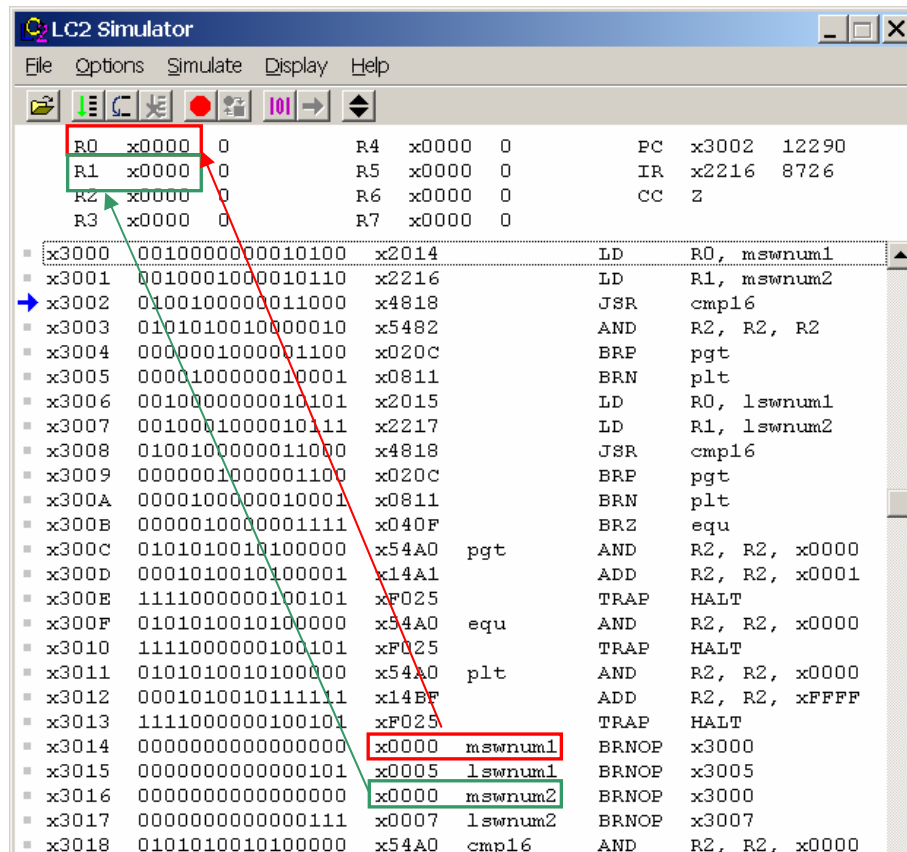 LC2 Simulator
File Options Simulate Display Help
R0 x0000 0 R4 x0000 0 PC x3002 12290
R1 x0000 0 R5 x0000 0 IR x2216 8726
R2 x0000 0 R6 x0000 0 CC Z
R3 x0000 0 R7 x0000 0
x3000 0010000000010100 x2014 LD R0, mswnum1
x3001 0010001000010110 x2216 LD R1, mswnum2
x3002 0100100000011000 x4818 JSR cmp16
x3003 0101010010000010 x5482 AND R2, R2, R2
x3004 0000001000001100 x020C BRP pgt
x3005 0000100000010001 x0811 BRN plt
x3006 0010000000010101 x2015 LD R0, lswnum1
x3007 0010001000010111 x2217 LD R1, lswnum2
x3008 0100100000011000 x4818 JSR cmp16
x3009 0000001000001100 x020C BRP pgt
x300A 0000100000010001 x0811 BRN plt
x300B 0000010000001111 x040F BRZ equ
x300C 0101010010100000 x54A0 pgt AND R2, R2, x0000
x300D 0001010010100001 x14A1 ADD R2, R2, x0001
x300E 1111000000100101 xF025 TRAP HALT
x300F 0101010010100000 x54A0 equ AND R2, R2, x0000
x3010 1111000000100101 xF025 TRAP HALT
x3011 0101010010100000 x54A0 plt AND R2, R2, x0000
x3012 0001010010111111 x14BF ADD R2, R2, xFFFF
x3013 1111000000100101 xF025 TRAP HALT
x3014 0000000000000000 x0000 mswnum1 BRNOP x3000
x3015 0000000000000101 x0005 lswnum1 BRNOP x3005
x3016 0000000000000000 x0000 mswnum2 BRNOP x3000
x3017 0000000000000111 x0007 lswnum2 BRNOP x3007
x3018 0101010010100000 x54A0 cmp16 AND R2, R2, x0000